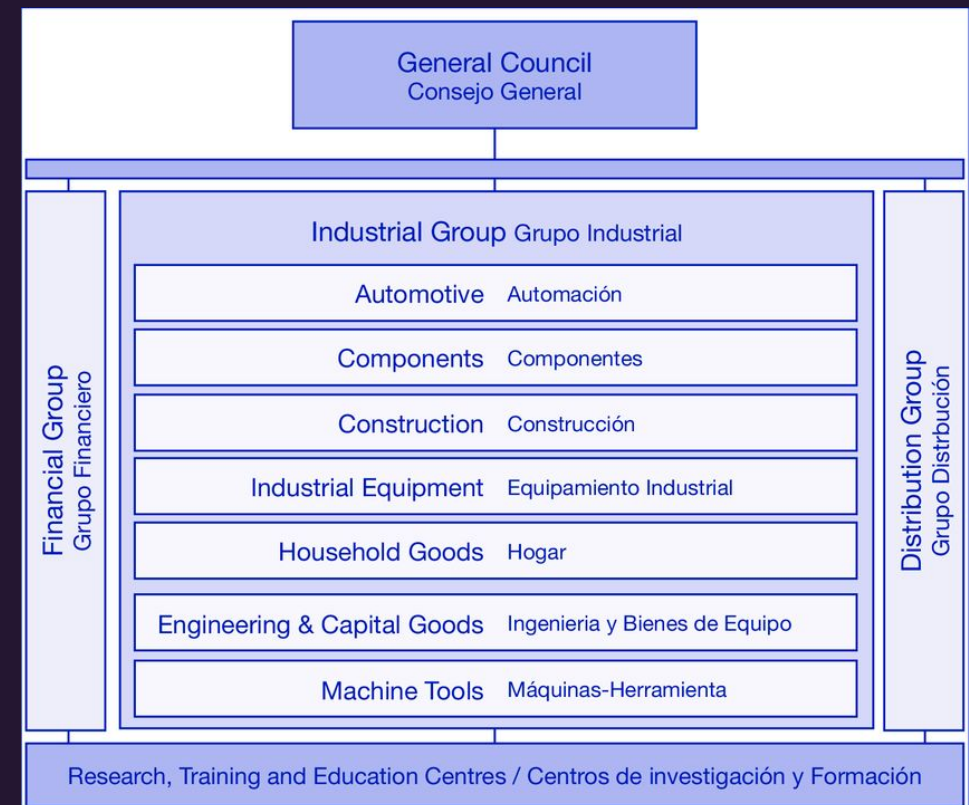 General Council
Consejo General
Industrial Group Grupo Industrial
Automotive Automación
Components Componentes
Construction Construcción
Industrial Equipment Equipamiento Industrial
Household Goods Hogar
Engineering & Capital Goods Ingenieria y Bienes de Equipo
Machine Tools Máquinas-Herramienta
Financial Group
Grupo Financiero
Distribution Group
Grupo Distrbución
Research, Training and Education Centres / Centros de investigación y Formación